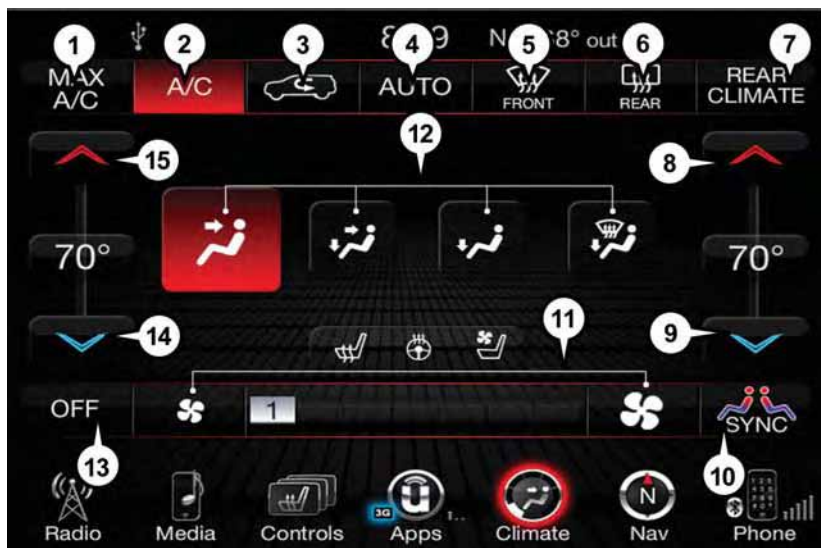 1 2 3 4 5 6 7
MAX A/C
A/C
AUTO
FRONT
REAR
REAR CLIMATE
out
12
15
8
70°
70°
11
14
9
OFF
1
SYNC
13
10
3G
Radio
Media
Controls
Apps
Climate
Nav
Phone